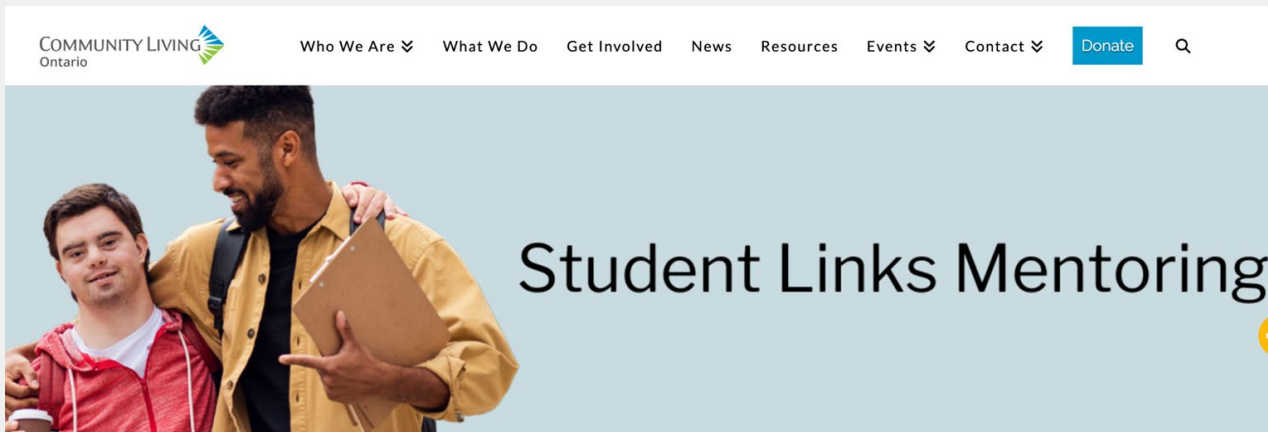 COMMUNITY LIVING
Ontario
Who We Are What We Do Get Involved News Resources Events Contact Donate
Student Links Mentoring